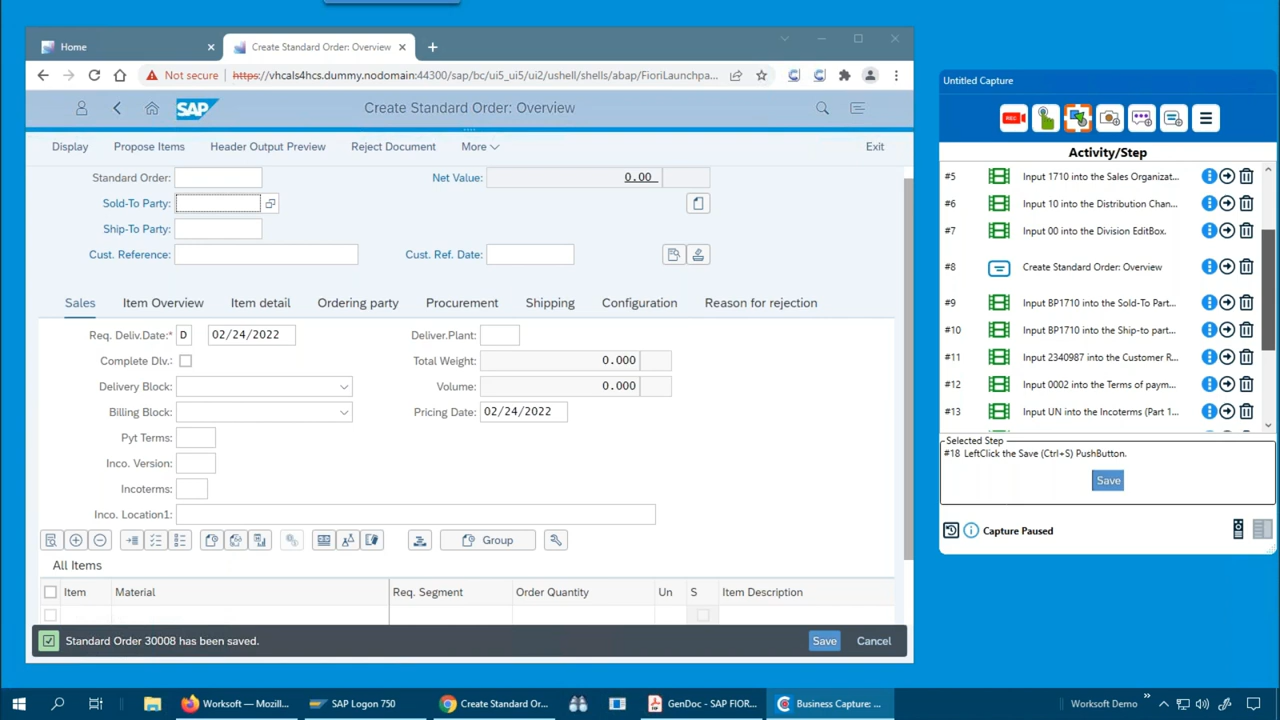 Home
Create Standard Order: Overview
Not secure https://vhcals4hcs.dummy.nodomain:44300/sap/bc/ui5_ui5/ui2/ushell/shells/abap/FioriLaunchpa...
SAP Create Standard Order: Overview
Display Propose Items Header Output Preview Reject Document More Exit
Standard Order: Net Value: 0.00
Sold-To Party:
Ship-To Party:
Cust. Reference: Cust. Ref. Date:
Sales Item Overview Item detail Ordering party Procurement Shipping Configuration Reason for rejection
Req. Deliv.Date:* D 02/24/2022 Deliver.Plant:
Complete Dlv.: Total Weight: 0.000
Delivery Block: Volume: 0.000
Billing Block: Pricing Date: 02/24/2022
Pyt Terms:
Inco. Version:
Incoterms:
Inco. Location1:
Group
All Items
Item Material Req. Segment Order Quantity Un S Item Description
Standard Order 30008 has been saved. Save Cancel
Untitled Capture
REC
Activity/Step
#5 Input 1710 into the Sales Organizat...
#6 Input 10 into the Distribution Chan...
#7 Input 00 into the Division EditBox.
#8 Create Standard Order: Overview
#9 Input BP1710 into the Sold-To Part...
#10 Input BP1710 into the Ship-to part...
#11 Input 2340987 into the Customer R...
#12 Input 0002 into the Terms of paym...
#13 Input UN into the Incoterms (Part 1...
Selected Step
#18 LeftClick the Save (Ctrl+S) PushButton.
Save
Capture Paused
Worksoft — Mozill... SAP Logon 750 Create Standard Or... GenDoc - SAP FIOR... Business Capture: ... Worksoft Demo